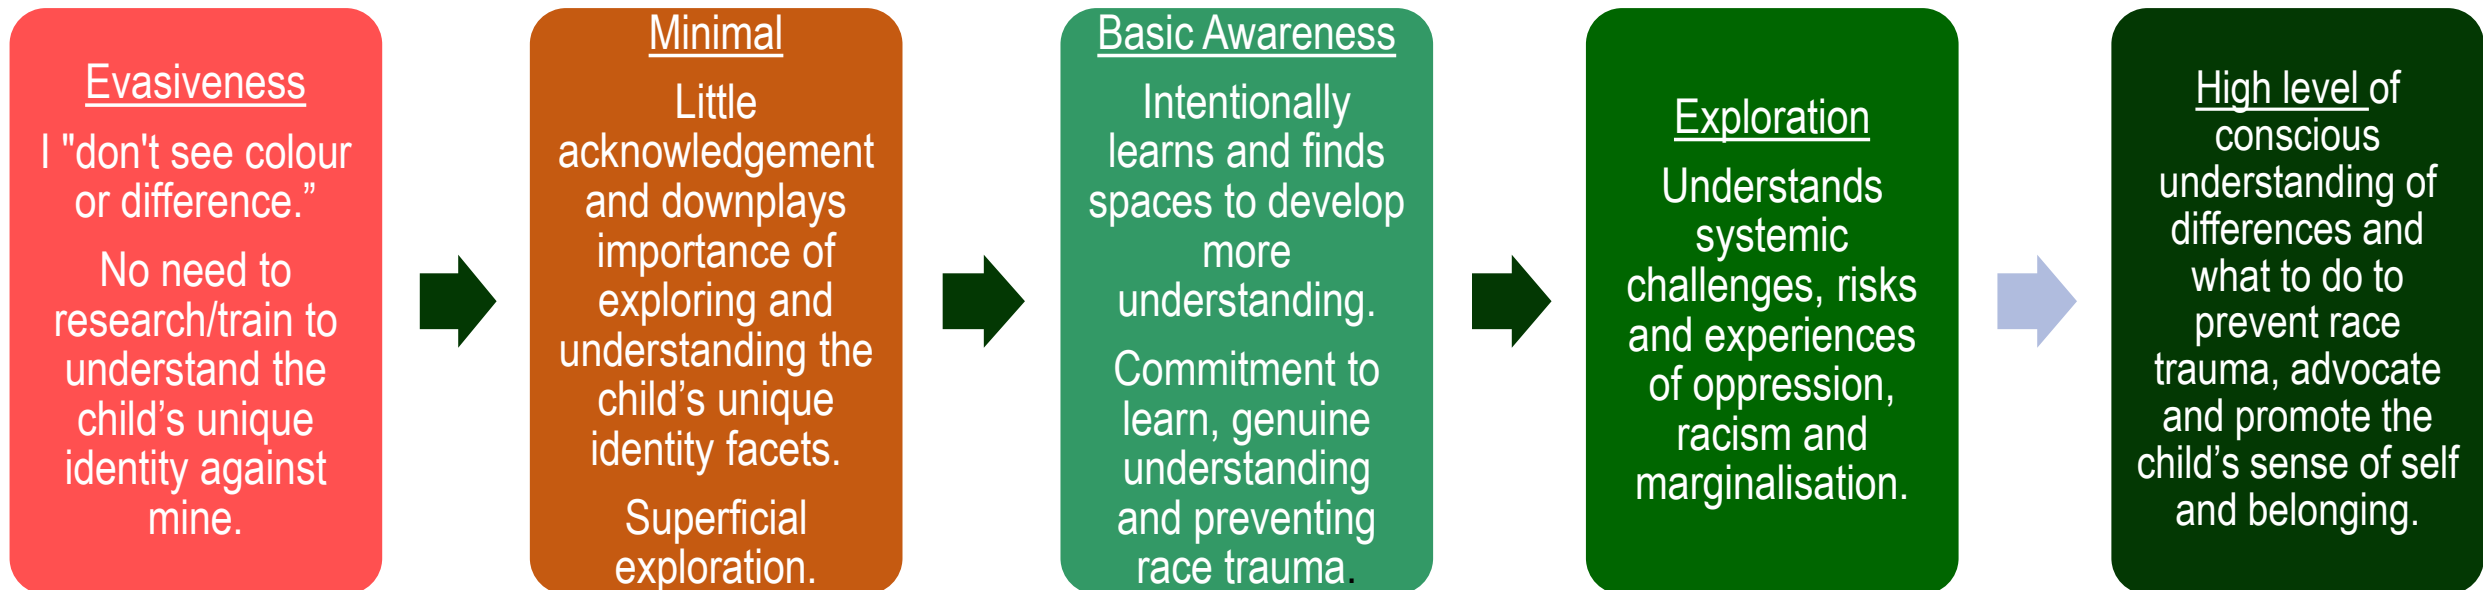 Evasiveness
I "don't see colour
or difference.”
No need to
research/train to
understand the
child’s unique
identity against
mine.
Minimal
Little
acknowledgement
and downplays
importance of
exploring and
understanding the
child’s unique
identity facets.
Superficial
exploration.
Basic Awareness
Intentionally
learns and finds
spaces to develop
more
understanding.
Commitment to
learn, genuine
understanding
and preventing
race trauma.
Exploration
Understands
systemic
challenges, risks
and experiences
of oppression,
racism and
marginalisation.
High level of
conscious
understanding of
differences and
what to do to
prevent race
trauma, advocate
and promote the
child’s sense of self
and belonging.